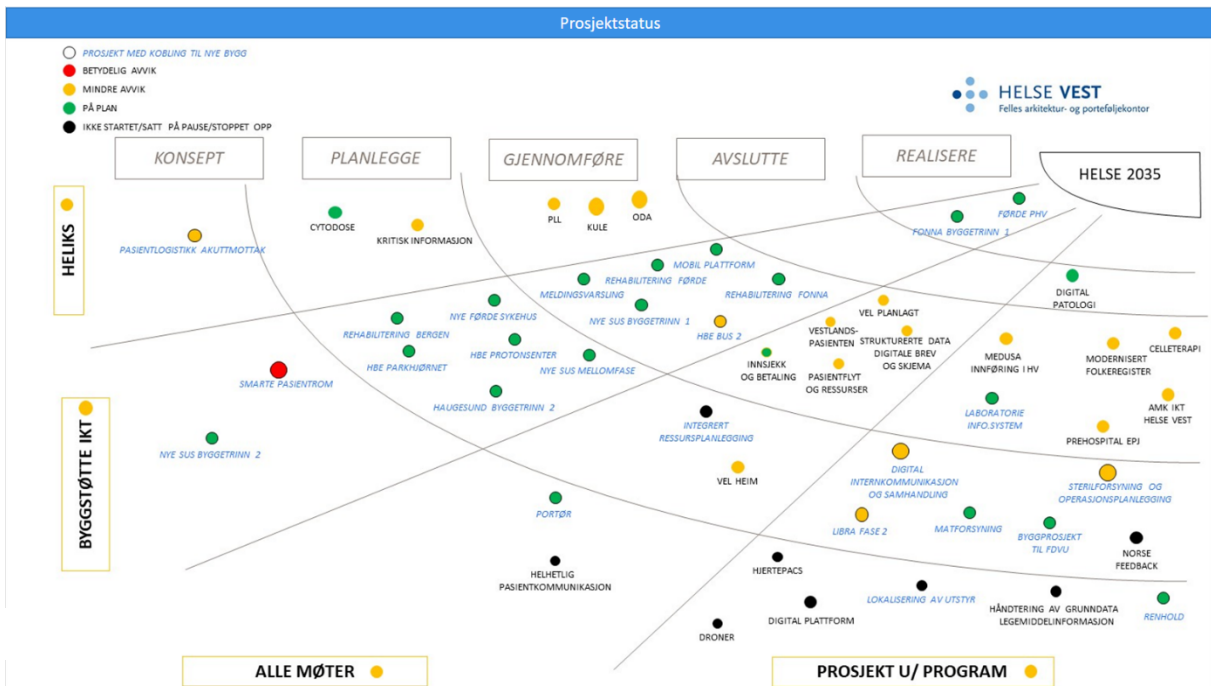 Prosjektstatus
PROSJEKT MED KOBLING TIL NYE BYGG
BETYDELIG AVVIK
MINDRE AVVIK
PÅ PLAN
IKKE STARTET/SATT PÅ PAUSE/STOPPET OPP
HELSE VEST
Felles arkitektur- og porteføljekontor
KONSEPT
PLANLEGGE
GJENNOMFØRE
AVSLUTTE
REALISERE
HELSE 2035
HELIKS
PASIENTLOGISTIKK AKUTTMOTTAK
CYTODOSE
KRITISK INFORMASJON
PLL
KULE
ODA
FØRDE PHV
FONNA BYGGETRINN 1
MOBIL PLATTFORM
REHABILITERING FØRDE
MELDINGSVARSLING
REHABILITERING FONNA
DIGITAL
PATOLOGI
NYE FØRDE SYKEHUS
NYE SUS BYGGETRINN 1
REHABILITERING BERGEN
HBE BUS 2
VEL PLANLAGT
VESTLANDS-
PASIENTEN
STRUKTURERTE DATA
DIGITALE BREV
OG SKJEMA
HBE PROTONSENTER
HBE PARKHJØRNET
NYE SUS MELLOMFASE
INNSJEKK
OG BETALING
PASIENTFLYT
OG RESSURSER
MEDUSA
INNFØRING I HV
MODERNISERT
FOLKEREGISTER
CELLETERAPI
SMARTE PASIENTROM
HAUGESUND BYGGETRINN 2
INTEGRERT
RESSURSPLANLEGGING
LABORATORIE
INFO.SYSTEM
AMK IKT
HELSE VEST
PREHOSPITAL EPJ
BYGGSTØTTE IKT
NYE SUS BYGGETRINN 2
VEL HEIM
DIGITAL
INTERNKOMMUNIKASJON
OG SAMHANDLING
STERILFORSYNING OG
OPERASJONSPLANLEGGING
PORTØR
LIBRA FASE 2
MATFORSYNING
BYGGPROSJEKT
TIL FDVU
NORSE
FEEDBACK
HELHETLIG
PASIENTKOMMUNIKASJON
HJERTEPACS
LOKALISERING AV UTSTYR
HÅNDTERING AV GRUNNDATA
LEGEMIDDELINFORMASJON
RENHOLD
DIGITAL PLATTFORM
DRONER
ALLE MØTER
PROSJEKT U/ PROGRAM